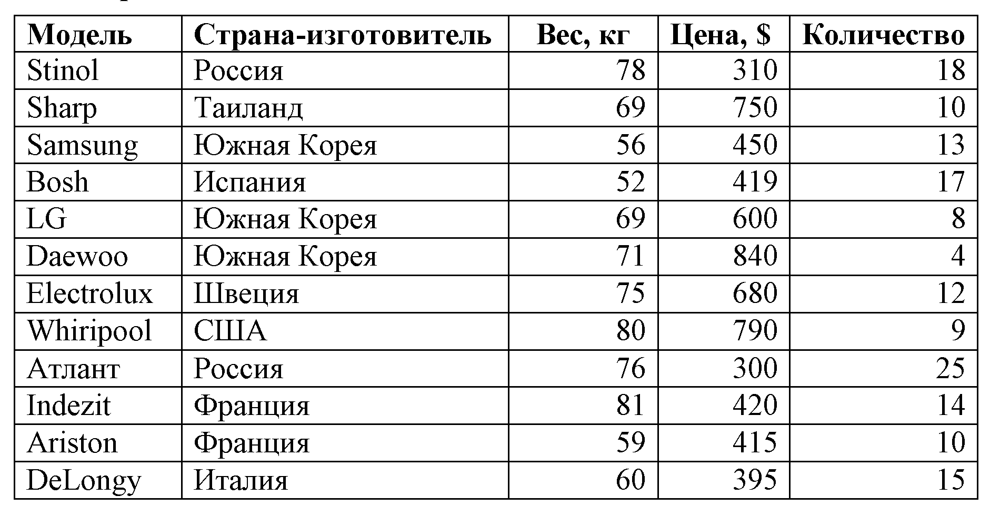 Модель Страна-изготовитель Вес, кг Цена, $ Количество
Stinol Россия 78 310 18
Sharp Таиланд 69 750 10
Samsung Южная Корея 56 450 13
Bosh Испания 52 419 17
LG Южная Корея 69 600 8
Daewoo Южная Корея 71 840 4
Electrolux Швеция 75 680 12
Whiripool США 80 790 9
Атлант Россия 76 300 25
Indezit Франция 81 420 14
Ariston Франция 59 415 10
DeLongy Италия 60 395 15